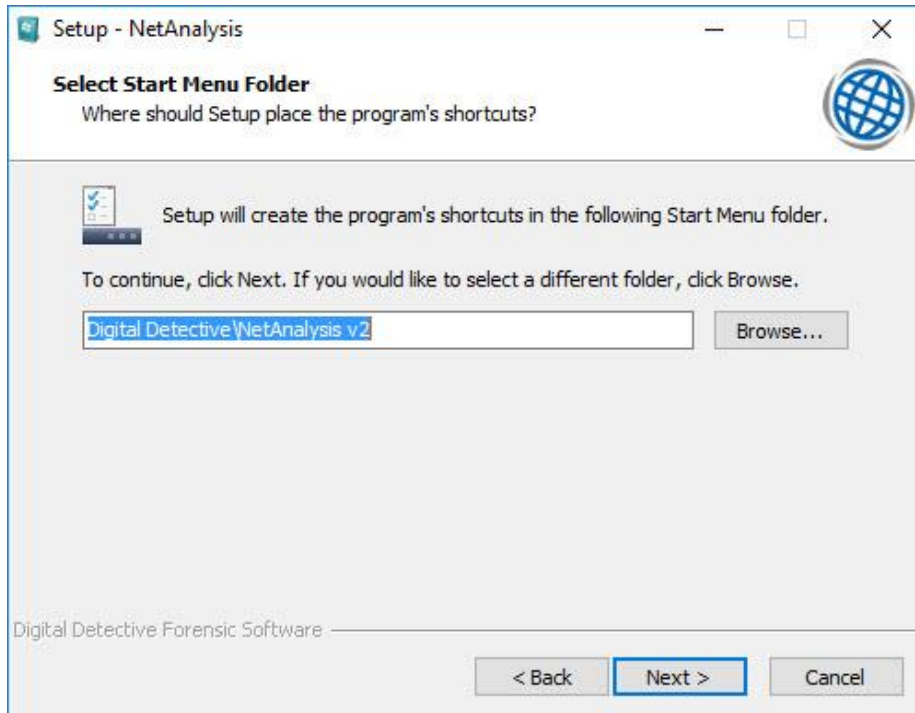 Setup - NetAnalysis
Select Start Menu Folder
Where should Setup place the program's shortcuts?
Setup will create the program's shortcuts in the following Start Menu folder.
To continue, click Next. If you would like to select a different folder, click Browse.
Digital Detective\NetAnalysis v2
Browse...
Digital Detective Forensic Software
< Back
Next >
Cancel